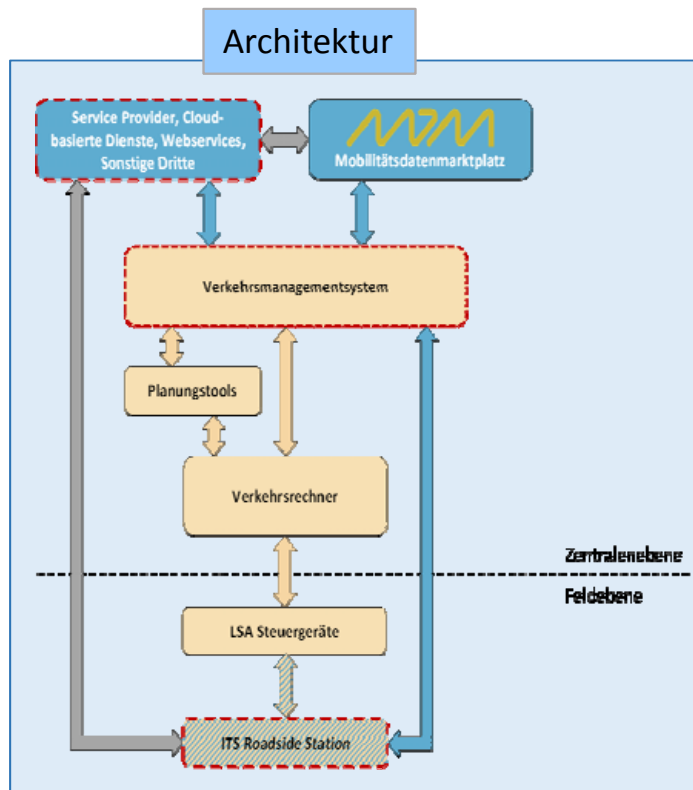 Architektur
Service Provider, Cloud-
basierte Dienste, Webservices,
Sonstige Dritte
MDM
Mobilitätsdatenmarktplatz
Verkehrsmanagementsystem
Planungstools
Verkehrsrechner
Zentralenebene
Feldebene
LSA Steuergeräte
ITS Roadside Station